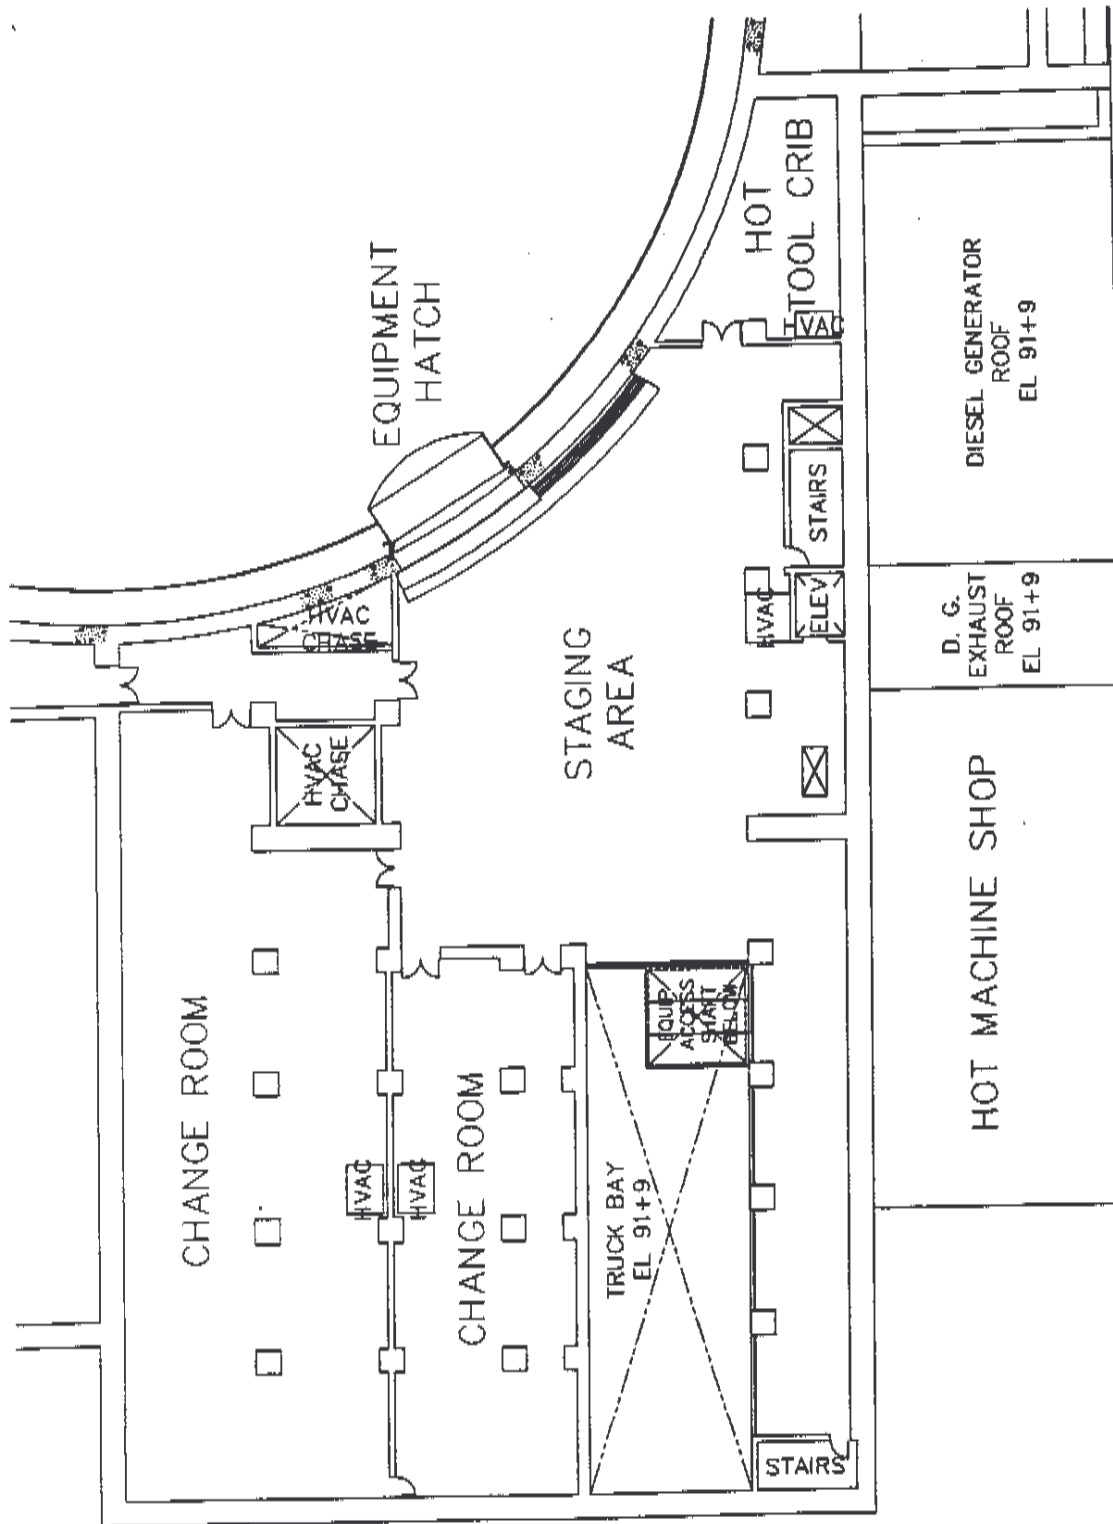 EQUIPMENT
HATCH
HOT
TOOL CRIB
HVAC
DIESEL GENERATOR
ROOF
EL 91+9
STAIRS
HVAC
CHASE
HVAC
ELEV
D. G.
EXHAUST
ROOF
EL 91+9
HVAC
CHASE
STAGING
AREA
HOT MACHINE SHOP
CHANGE ROOM
HVAC
HVAC
CHANGE ROOM
TRUCK BAY
EL 91+9
EQUIP
ACCESS
SHAFT
BELOW
STAIRS